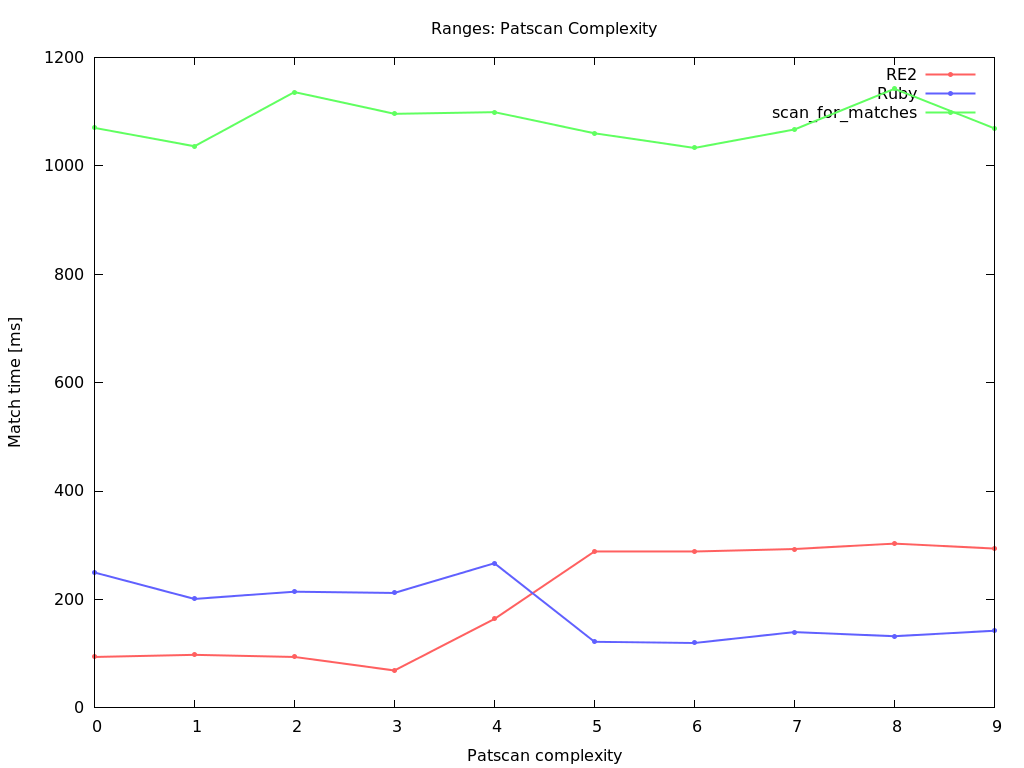 Ranges: Patscan Complexity
1200
1000
800
600
400
200
0
Match time [ms]
RE2
Ruby
scan_for_matches
0 1 2 3 4 5 6 7 8 9
Patscan complexity